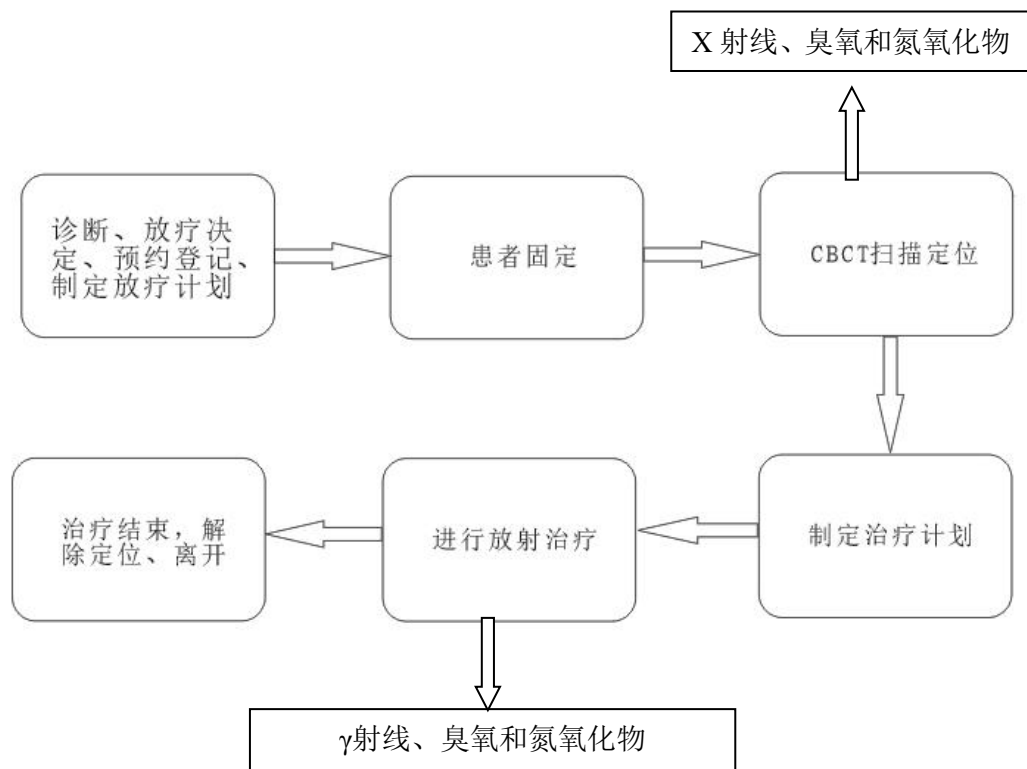 X 射线、臭氧和氮氧化物
诊断、放疗决
定、预约登记、
制定放疗计划
患者固定
CBCT扫描定位
治疗结束，解
除定位、离开
进行放射治疗
制定治疗计划
γ射线、臭氧和氮氧化物